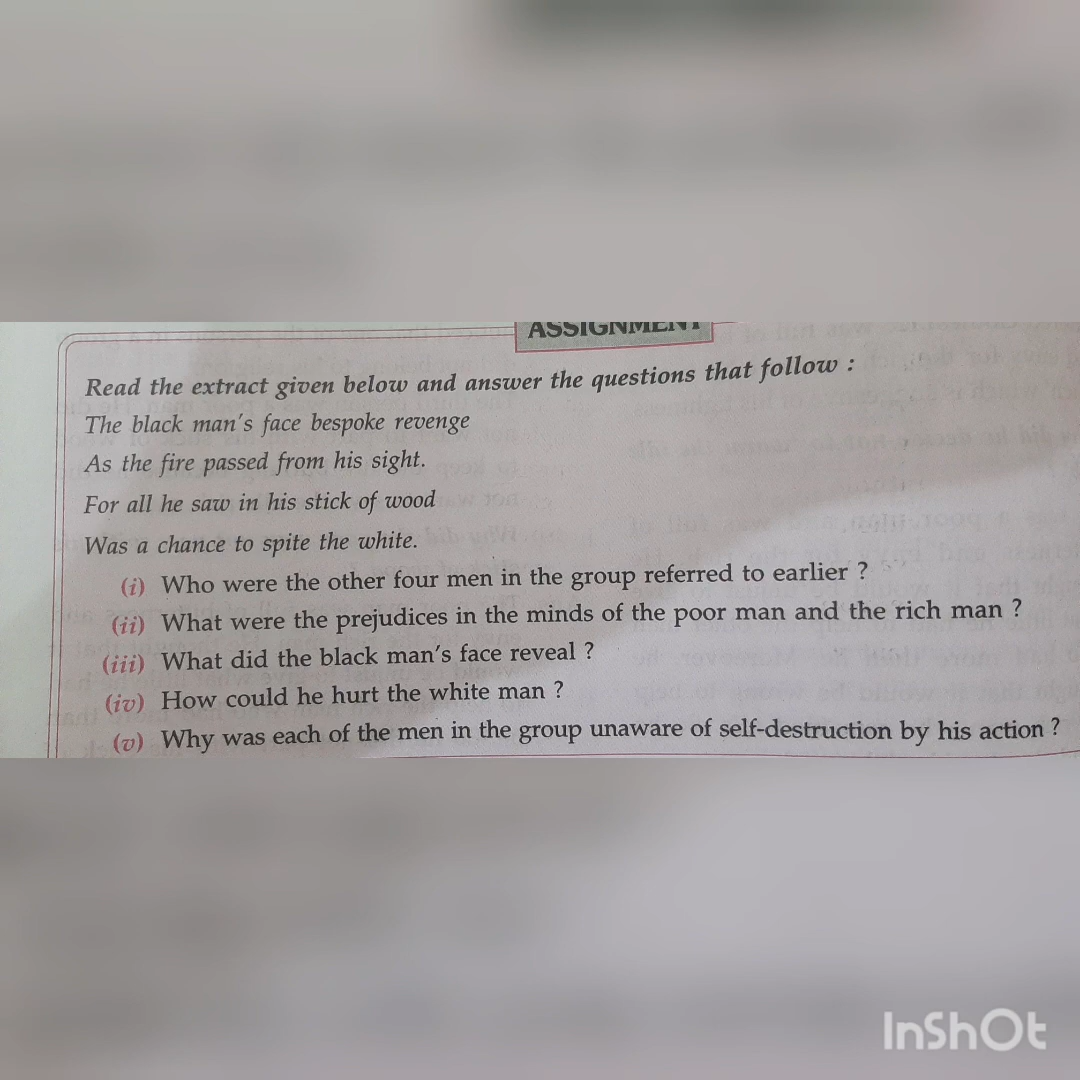 ASSIGNMENT
Read the extract given below and answer the questions that follow :
The black man's face bespoke revenge
As the fire passed from his sight.
For all he saw in his stick of wood
Was a chance to spite the white.
(i) Who were the other four men in the group referred to earlier ?
(ii) What were the prejudices in the minds of the poor man and the rich man ?
(iii) What did the black man's face reveal ?
(iv) How could he hurt the white man ?
(v) Why was each of the men in the group unaware of self-destruction by his action ?
InShOt